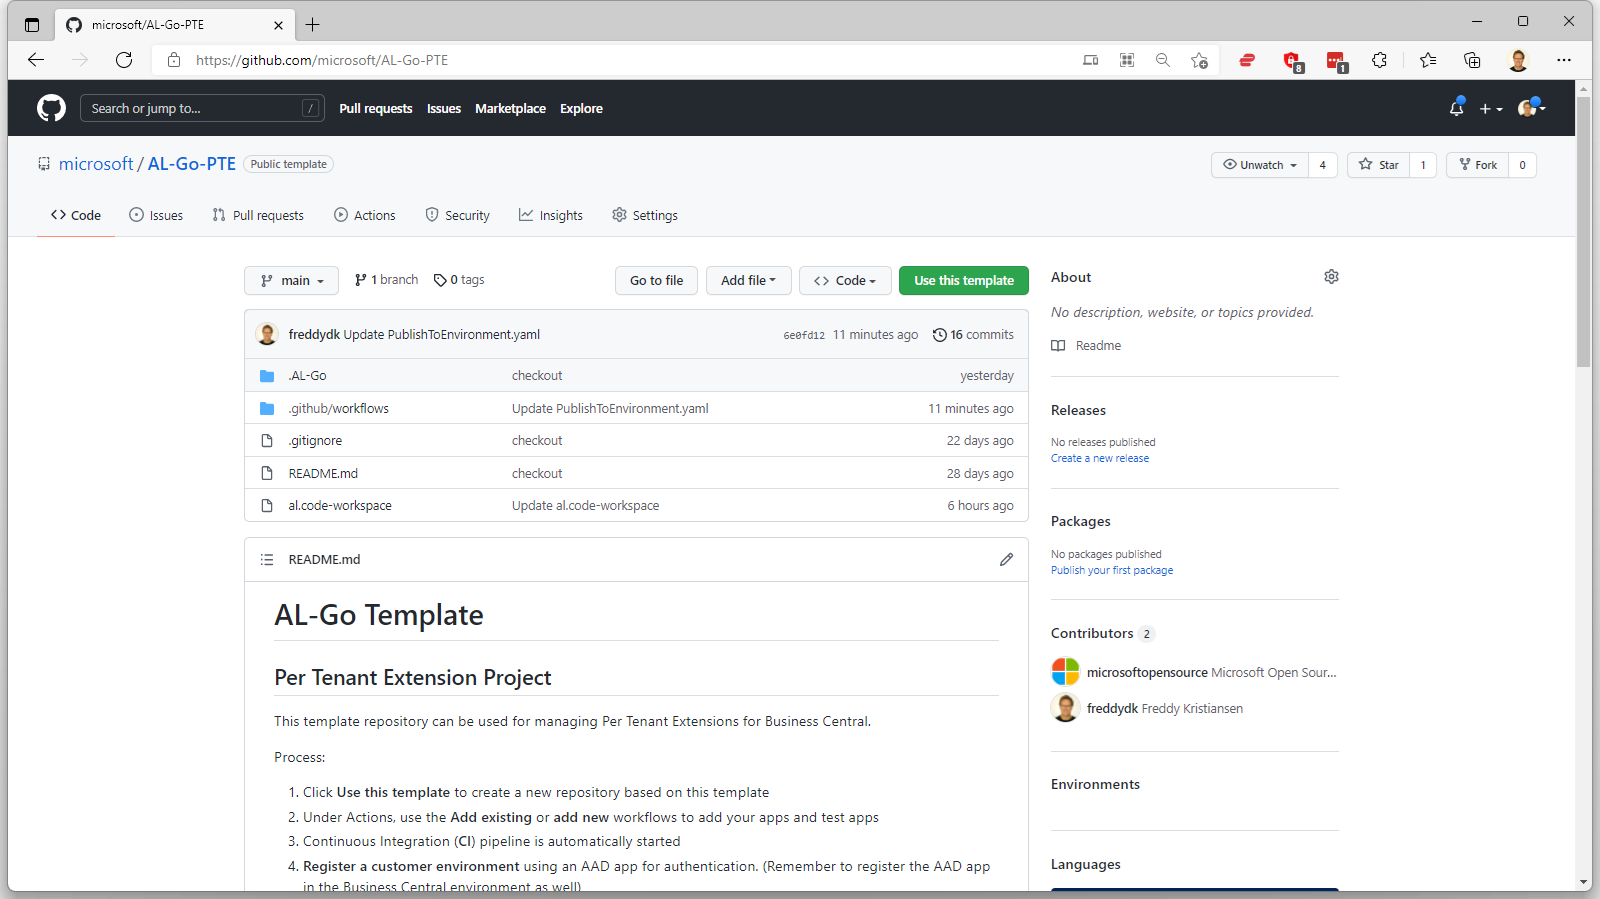 microsoft/AL-Go-PTE
https://github.com/microsoft/AL-Go-PTE
8
1
Search or jump to...
/
Pull requests
Issues
Marketplace
Explore
microsoft / AL-Go-PTE
Public template
Unwatch 4
Star 1
Fork 0
Code
Issues
Pull requests
Actions
Security
Insights
Settings
main
1 branch
0 tags
Go to file
Add file
Code
Use this template
freddydk Update PublishToEnvironment.yaml 6e0fd12 11 minutes ago 16 commits
.AL-Go checkout yesterday
.github/workflows Update PublishToEnvironment.yaml 11 minutes ago
.gitignore checkout 22 days ago
README.md checkout 28 days ago
al.code-workspace Update al.code-workspace 6 hours ago
README.md
AL-Go Template
Per Tenant Extension Project
This template repository can be used for managing Per Tenant Extensions for Business Central.
Process:
1. Click Use this template to create a new repository based on this template
2. Under Actions, use the Add existing or add new workflows to add your apps and test apps
3. Continuous Integration (CI) pipeline is automatically started
4. Register a customer environment using an AAD app for authentication. (Remember to register the AAD app
in the Business Central environment as well)
About
No description, website, or topics provided.
Readme
Releases
No releases published
Create a new release
Packages
No packages published
Publish your first package
Contributors 2
microsoftopensource Microsoft Open Sour...
freddydk Freddy Kristiansen
Environments
Languages